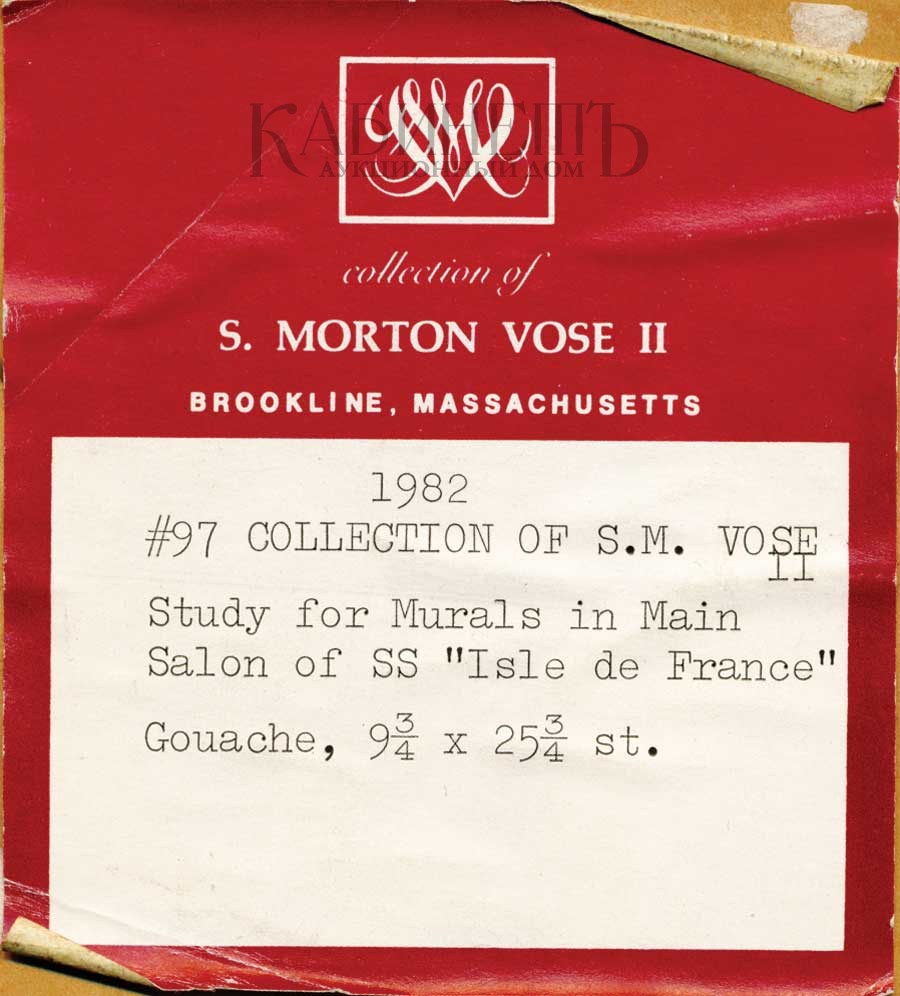 КАБИНЕТЪ
АУКЦИОННЫЙ ДОМ
collection of
S. MORTON VOSE II
BROOKLINE, MASSACHUSETTS
1982
#97 COLLECTION OF S.M. VOSE
II
Study for Murals in Main
Salon of SS "Isle de France"
Gouache, 9¾ x 25¾ st.